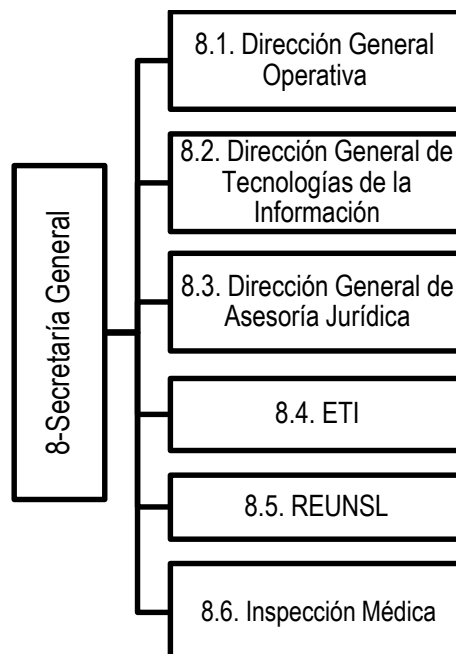 8-Secretaría General
8.1. Dirección General
Operativa
8.2. Dirección General de
Tecnologías de la
Información
8.3. Dirección General de
Asesoría Jurídica
8.4. ETI
8.5. REUNSL
8.6. Inspección Médica